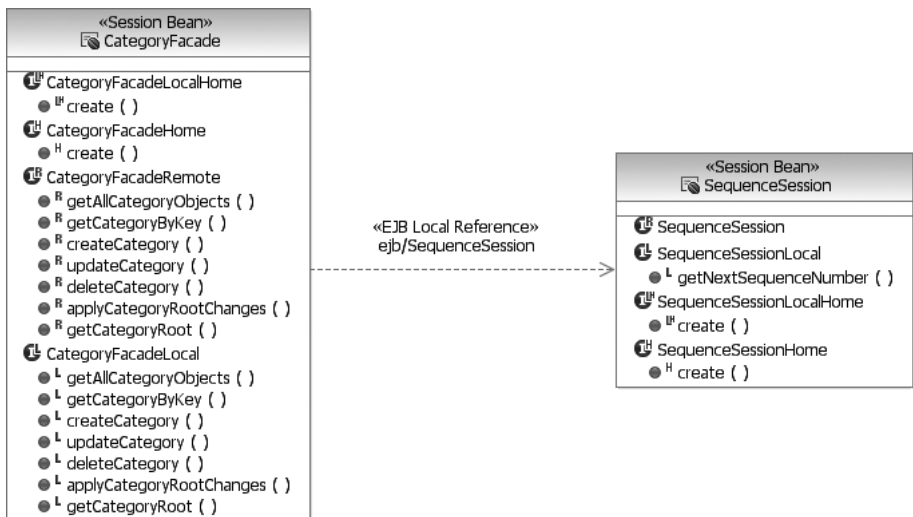 «Session Bean»
CategoryFacade
LH CategoryFacadeLocalHome
LH create ( )
H CategoryFacadeHome
H create ( )
R CategoryFacadeRemote
R getAllCategoryObjects ( )
R getCategoryByKey ( )
R createCategory ( )
R updateCategory ( )
R deleteCategory ( )
R applyCategoryRootChanges ( )
R getCategoryRoot ( )
L CategoryFacadeLocal
L getAllCategoryObjects ( )
L getCategoryByKey ( )
L createCategory ( )
L updateCategory ( )
L deleteCategory ( )
L applyCategoryRootChanges ( )
L getCategoryRoot ( )
«EJB Local Reference»
ejb/SequenceSession
«Session Bean»
SequenceSession
R SequenceSession
L SequenceSessionLocal
L getNextSequenceNumber ( )
LH SequenceSessionLocalHome
LH create ( )
H SequenceSessionHome
H create ( )